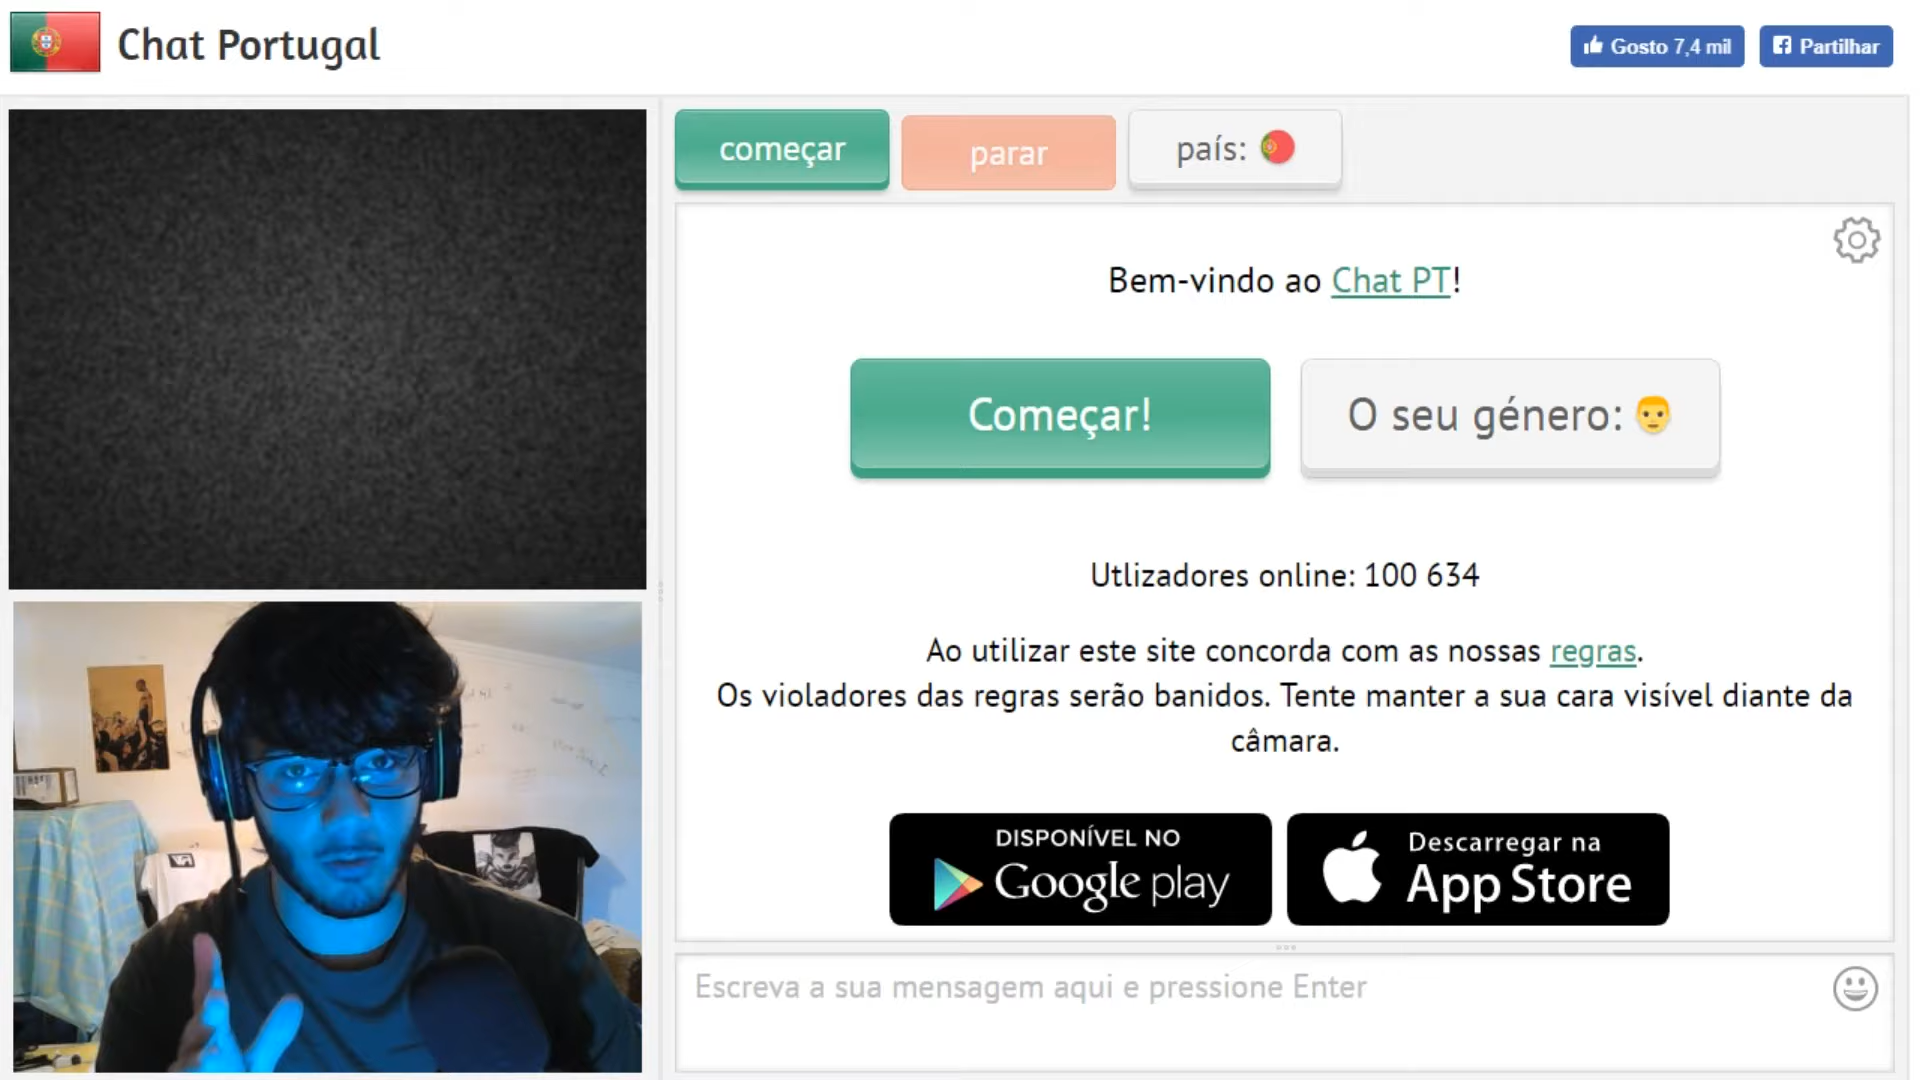 Chat Portugal
Gosto 7,4 mil
Partilhar
começar
parar
país:
Bem-vindo ao Chat PT!
Começar!
O seu género:
Utlizadores online: 100 634
Ao utilizar este site concorda com as nossas regras.
Os violadores das regras serão banidos. Tente manter a sua cara visível diante da
câmara.
DISPONÍVEL NO
Google play
Descarregar na
App Store
Escreva a sua mensagem aqui e pressione Enter